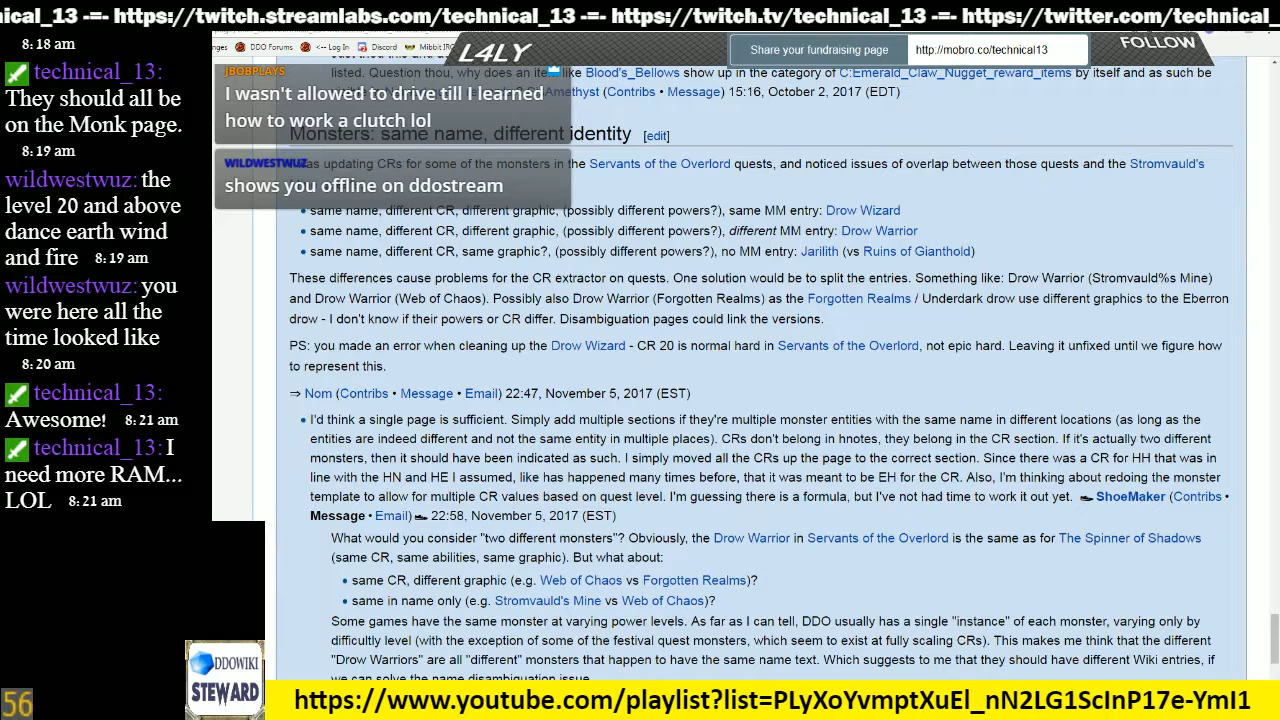 ical_13 -=- https://twitch.streamlabs.com/technical_13 -=- https://twitch.tv/technical_13 -=- https://twitter.com/technical_
8:18 am
technical_13:
They should all be
on the Monk page.
8:19 am
wildwestwuz: the
level 20 and above
dance earth wind
and fire 8:19 am
wildwestwuz: you
were here all the
time looked like
8:20 am
technical_13:
Awesome! 8:21 am
technical_13: I
need more RAM...
LOL 8:21 am
56
DDOWIKI
STEWARD
nges DDO Forums <-- Log In Discord Mibbit IRC
L4LY
Share your fundraising page http://mobro.co/technical13
FOLLOW
JBOBPLAYS
I wasn't allowed to drive till I learned
how to work a clutch lol
WILDWESTWUZ
shows you offline on ddostream
listed. Question thou, why does an ite like Blood's_Bellows show up in the category of C:Emerald_Claw_Nugget_reward_items by itself and as such be
methyst (Contribs • Message) 15:16, October 2, 2017 (EDT)
Monsters: same name, different identity [edit]
as updating CRs for some of the monsters in the Servants of the Overlord quests, and noticed issues of overlap between those quests and the Stromvauld's
• same name, different CR, different graphic, (possibly different powers?), same MM entry: Drow Wizard
• same name, different CR, different graphic, (possibly different powers?), different MM entry: Drow Warrior
• same name, different CR, same graphic?, (possibly different powers?), no MM entry: Jarilith (vs Ruins of Gianthold)
These differences cause problems for the CR extractor on quests. One solution would be to split the entries. Something like: Drow Warrior (Stromvauld%s Mine)
and Drow Warrior (Web of Chaos). Possibly also Drow Warrior (Forgotten Realms) as the Forgotten Realms / Underdark drow use different graphics to the Eberron
drow - I don't know if their powers or CR differ. Disambiguation pages could link the versions.
PS: you made an error when cleaning up the Drow Wizard - CR 20 is normal hard in Servants of the Overlord, not epic hard. Leaving it unfixed until we figure how
to represent this.
⇒ Nom (Contribs • Message • Email) 22:47, November 5, 2017 (EST)
• I'd think a single page is sufficient. Simply add multiple sections if they're multiple monster entities with the same name in different locations (as long as the
entities are indeed different and not the same entity in multiple places). CRs don't belong in hnotes, they belong in the CR section. If it's actually two different
monsters, then it should have been indicated as such. I simply moved all the CRs up the page to the correct section. Since there was a CR for HH that was in
line with the HN and HE I assumed, like has happened many times before, that it was meant to be EH for the CR. Also, I'm thinking about redoing the monster
template to allow for multiple CR values based on quest level. I'm guessing there is a formula, but I've not had time to work it out yet. ShoeMaker (Contribs •
Message • Email) 22:58, November 5, 2017 (EST)
What would you consider "two different monsters"? Obviously, the Drow Warrior in Servants of the Overlord is the same as for The Spinner of Shadows
(same CR, same abilities, same graphic). But what about:
• same CR, different graphic (e.g. Web of Chaos vs Forgotten Realms)?
• same in name only (e.g. Stromvauld's Mine vs Web of Chaos)?
Some games have the same monster at varying power levels. As far as I can tell, DDO usually has a single "instance" of each monster, varying only by
difficultly level (with the exception of some of the festival quest monsters, which seem to exist at fully scaling CRs). This makes me think that the different
"Drow Warriors" are all "different" monsters that happen to have the same name text. Which suggests to me that they should have different Wiki entries, if
we can solve the name disambiguation issue.
https://www.youtube.com/playlist?list=PLyXoYvmptXuEl_nN2LG1ScInP17e-YmI1